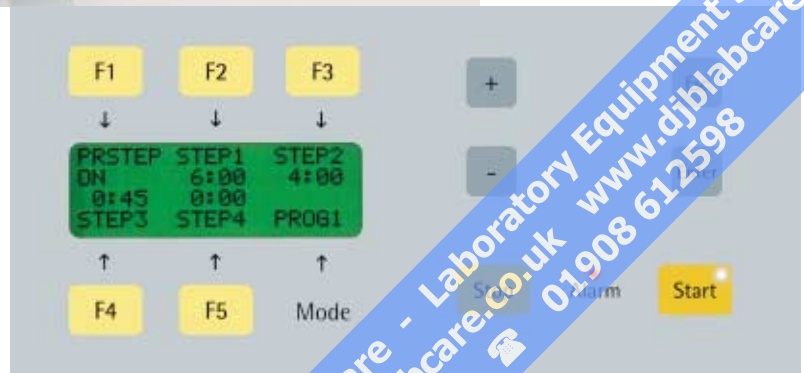 F1 F2 F3 +
PRSTEP STEP1 STEP2
ON 6:00 4:00
0:45 0:00
STEP3 STEP4 PROG1
-
F4 F5 Mode Alarm Start
Laboratory Equipment
www.djblabcare.co.uk
☎ 01908 612598